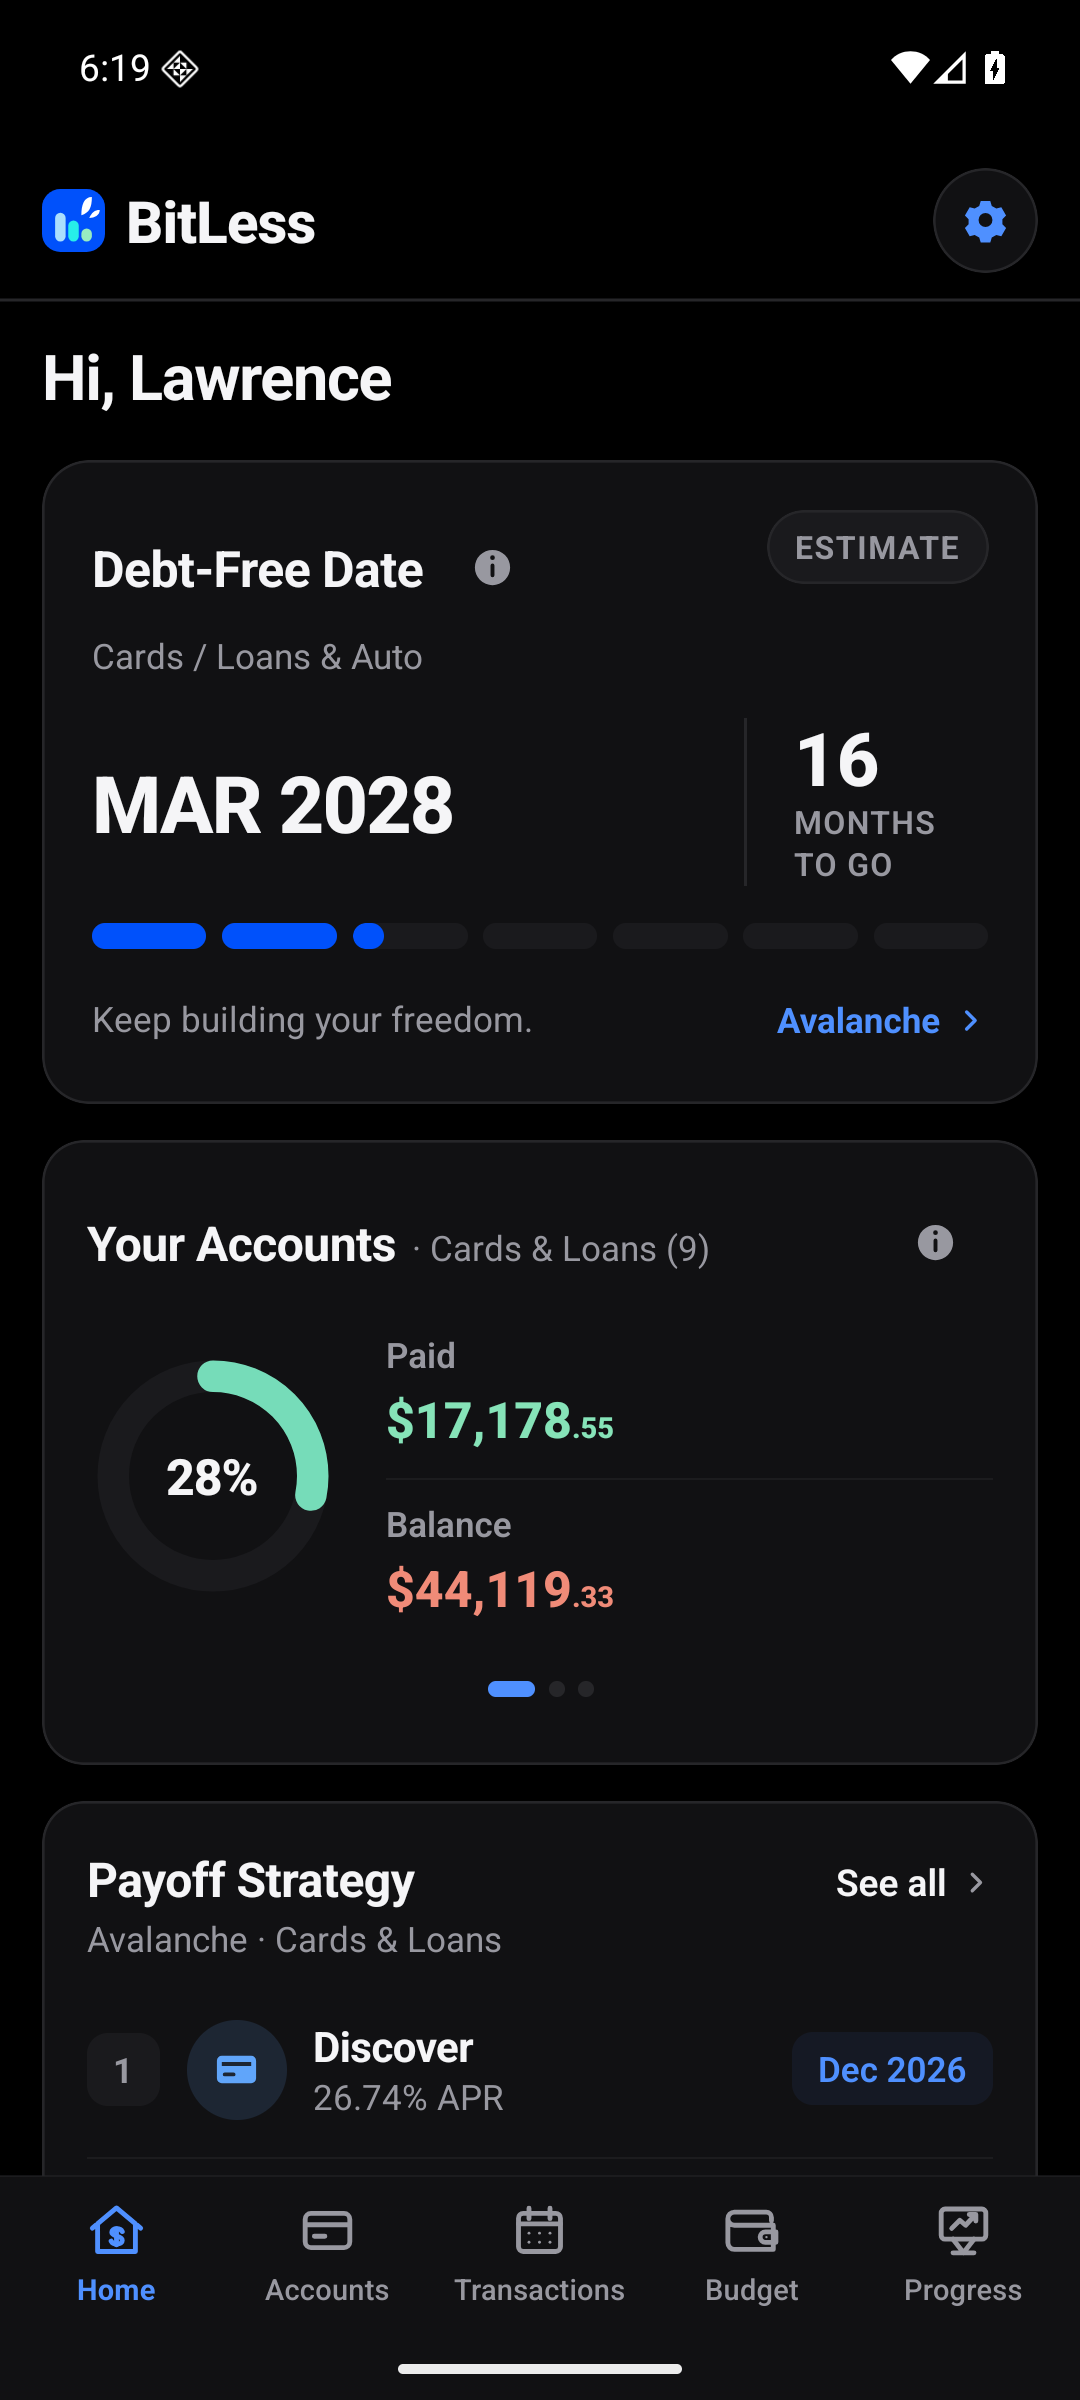 6:19
BitLess
Hi, Lawrence
Debt-Free Date
ESTIMATE
Cards / Loans & Auto
MAR 2028
16
MONTHS
TO GO
Keep building your freedom.
Avalanche
Your Accounts · Cards & Loans (9)
28%
Paid
$17,178.55
Balance
$44,119.33
Payoff Strategy
See all
Avalanche · Cards & Loans
1
Discover
26.74% APR
Dec 2026
Home
Accounts
Transactions
Budget
Progress